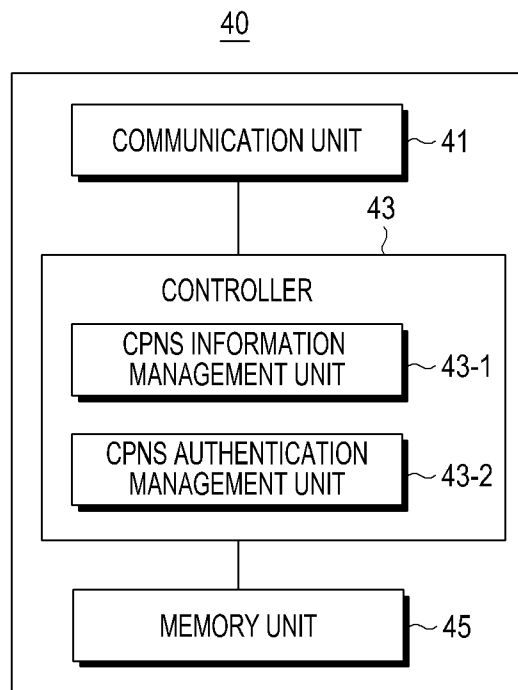 40
COMMUNICATION UNIT
41
43
CONTROLLER
CPNS INFORMATION
MANAGEMENT UNIT
43-1
CPNS AUTHENTICATION
MANAGEMENT UNIT
43-2
MEMORY UNIT
45